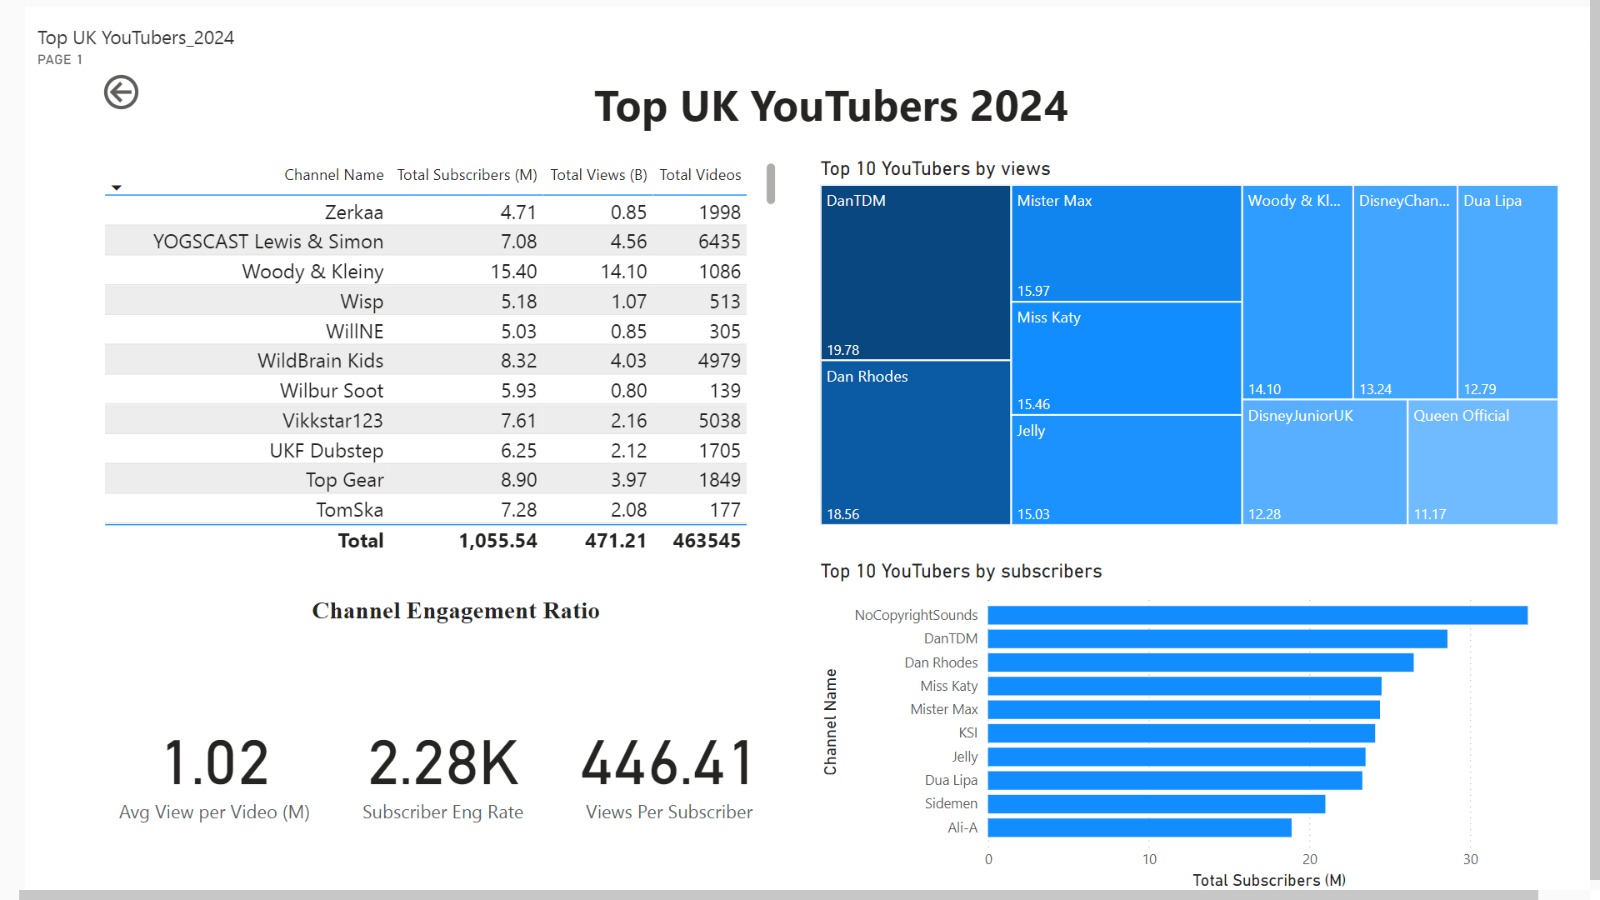 Top UK YouTubers_2024
PAGE 1
Top UK YouTubers 2024
Channel Name Total Subscribers (M) Total Views (B) Total Videos
Zerkaa 4.71 0.85 1998
YOGSCAST Lewis & Simon 7.08 4.56 6435
Woody & Kleiny 15.40 14.10 1086
Wisp 5.18 1.07 513
WillNE 5.03 0.85 305
WildBrain Kids 8.32 4.03 4979
Wilbur Soot 5.93 0.80 139
Vikkstar123 7.61 2.16 5038
UKF Dubstep 6.25 2.12 1705
Top Gear 8.90 3.97 1849
TomSka 7.28 2.08 177
Total 1,055.54 471.21 463545
Channel Engagement Ratio
1.02 2.28K 446.41
Avg View per Video (M) Subscriber Eng Rate Views Per Subscriber
Top 10 YouTubers by views
DanTDM
19.78
Dan Rhodes
18.56
Mister Max
15.97
Miss Katy
15.46
Jelly
15.03
Woody & Kl...
14.10
DisneyChan...
13.24
Dua Lipa
12.79
DisneyJuniorUK
12.28
Queen Official
11.17
Top 10 YouTubers by subscribers
Channel Name
NoCopyrightSounds
DanTDM
Dan Rhodes
Miss Katy
Mister Max
KSI
Jelly
Dua Lipa
Sidemen
Ali-A
0 10 20 30
Total Subscribers (M)